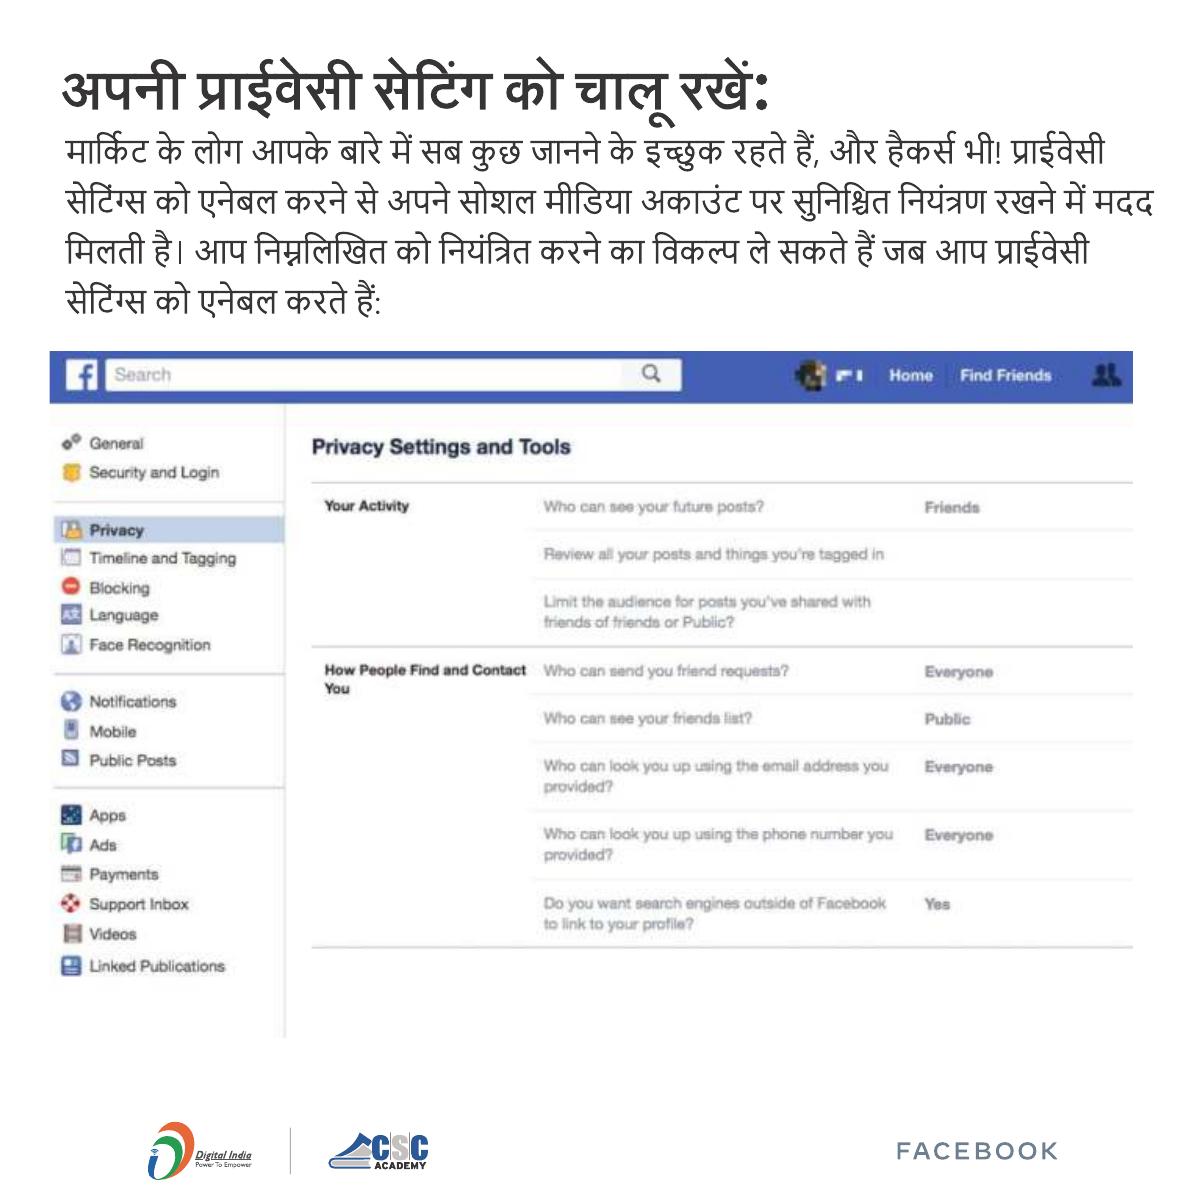 अपनी प्राईवेसी सेटिंग को चालू रखें:
मार्किट के लोग आपके बारे में सब कुछ जानने के इच्छुक रहते हैं, और हैकर्स भी! प्राईवेसी
सेटिंग्स को एनेबल करने से अपने सोशल मीडिया अकाउंट पर सुनिश्चित नियंत्रण रखने में मदद
मिलती है। आप निम्नलिखित को नियंत्रित करने का विकल्प ले सकते हैं जब आप प्राईवेसी
सेटिंग्स को एनेबल करते हैं:
Search
Home
Find Friends
General
Security and Login
Privacy
Timeline and Tagging
Blocking
Language
Face Recognition
Notifications
Mobile
Public Posts
Apps
Ads
Payments
Support Inbox
Videos
Linked Publications
Privacy Settings and Tools
Your Activity
Who can see your future posts?
Friends
Review all your posts and things you're tagged in
Limit the audience for posts you've shared with
friends of friends or Public?
How People Find and Contact
You
Who can send you friend requests?
Everyone
Who can see your friends list?
Public
Who can look you up using the email address you
provided?
Everyone
Who can look you up using the phone number you
provided?
Everyone
Do you want search engines outside of Facebook
to link to your profile?
Yes
Digital India
Power To Empower
CSC
ACADEMY
FACEBOOK